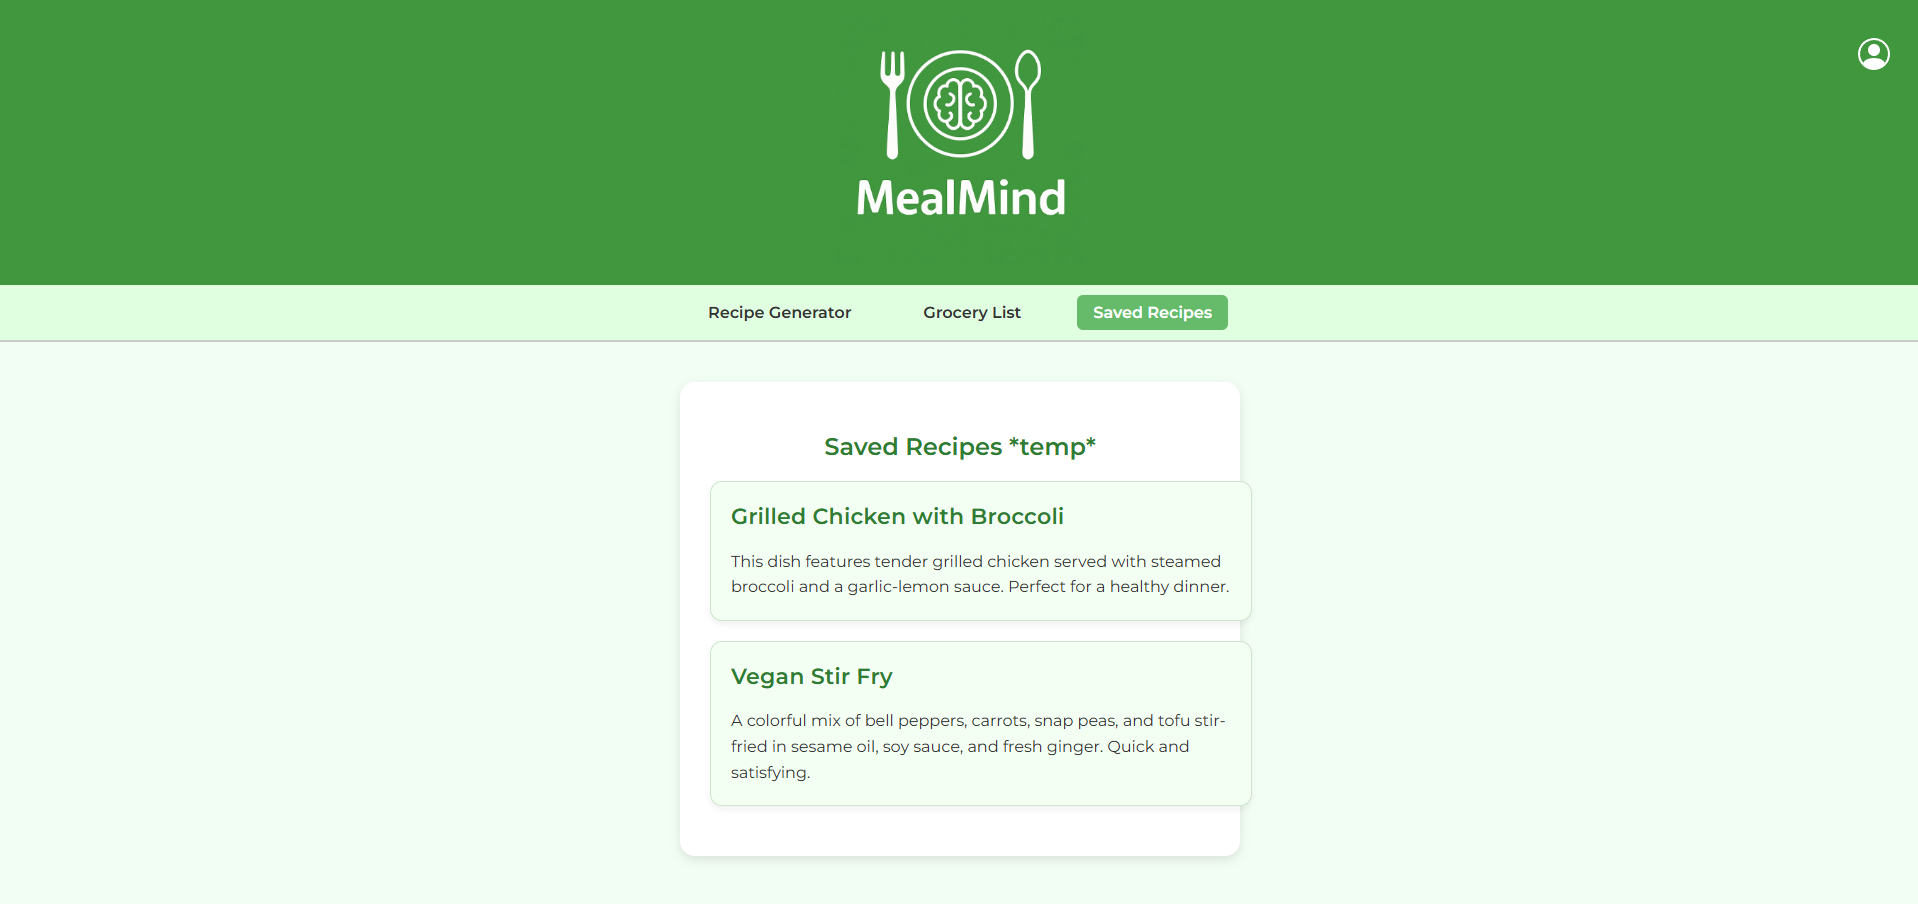 MealMind
Recipe Generator
Grocery List
Saved Recipes
Saved Recipes *temp*
Grilled Chicken with Broccoli
This dish features tender grilled chicken served with steamed
broccoli and a garlic-lemon sauce. Perfect for a healthy dinner.
Vegan Stir Fry
A colorful mix of bell peppers, carrots, snap peas, and tofu stir-
fried in sesame oil, soy sauce, and fresh ginger. Quick and
satisfying.